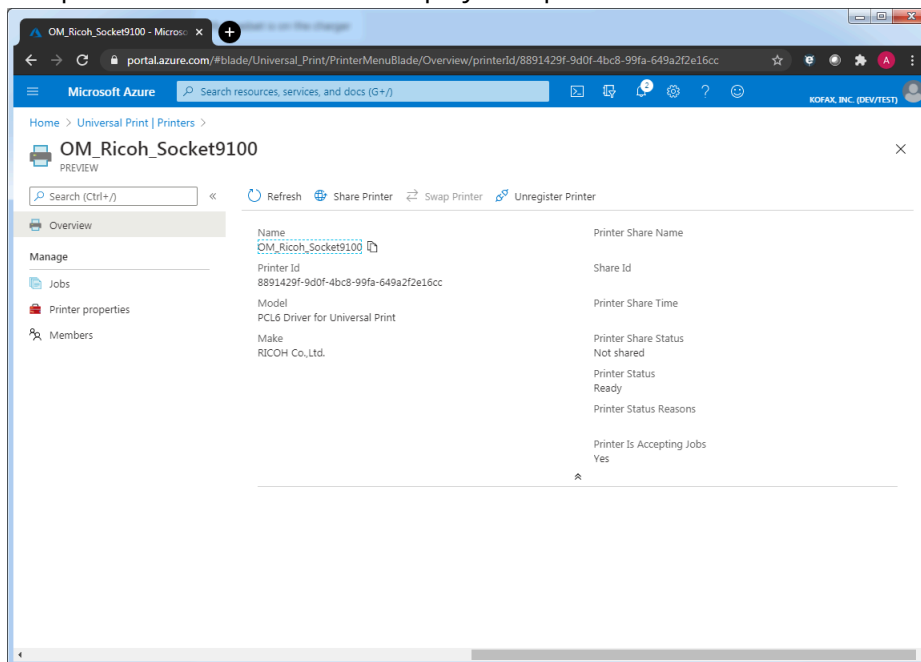 OM_Ricoh_Socket9100 - Microso
portal.azure.com/#blade/Universal_Print/PrinterMenuBlade/Overview/printerId/8891429f-9d0f-4bc8-99fa-649a2f2e16cc
A
Microsoft Azure
Search resources, services, and docs (G+/)
2
KOFAX, INC. (DEV/TEST)
Home > Universal Print | Printers >
OM_Ricoh_Socket9100
PREVIEW
Search (Ctrl+/)
«
Refresh
Share Printer
Swap Printer
Unregister Printer
Overview
Manage
Jobs
Printer properties
Members
Name
OM_Ricoh_Socket9100
Printer Id
8891429f-9d0f-4bc8-99fa-649a2f2e16cc
Model
PCL6 Driver for Universal Print
Make
RICOH Co.,Ltd.
Printer Share Name
Share Id
Printer Share Time
Printer Share Status
Not shared
Printer Status
Ready
Printer Status Reasons
Printer Is Accepting Jobs
Yes